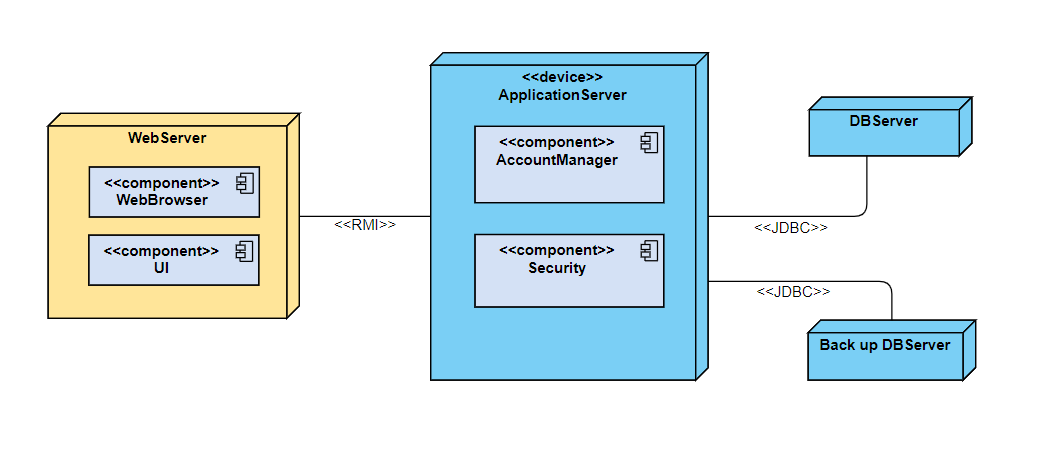 WebServer
<<component>>
WebBrowser
<<component>>
UI
<<RMI>>
<<device>>
ApplicationServer
<<component>>
AccountManager
<<component>>
Security
<<JDBC>>
DBServer
<<JDBC>>
Back up DBServer